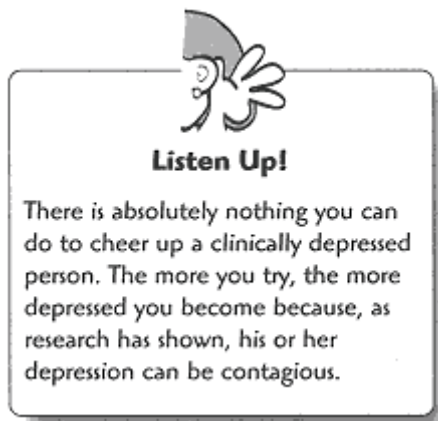 Listen Up!
There is absolutely nothing you can
do to cheer up a clinically depressed
person. The more you try, the more
depressed you become because, as
research has shown, his or her
depression can be contagious.